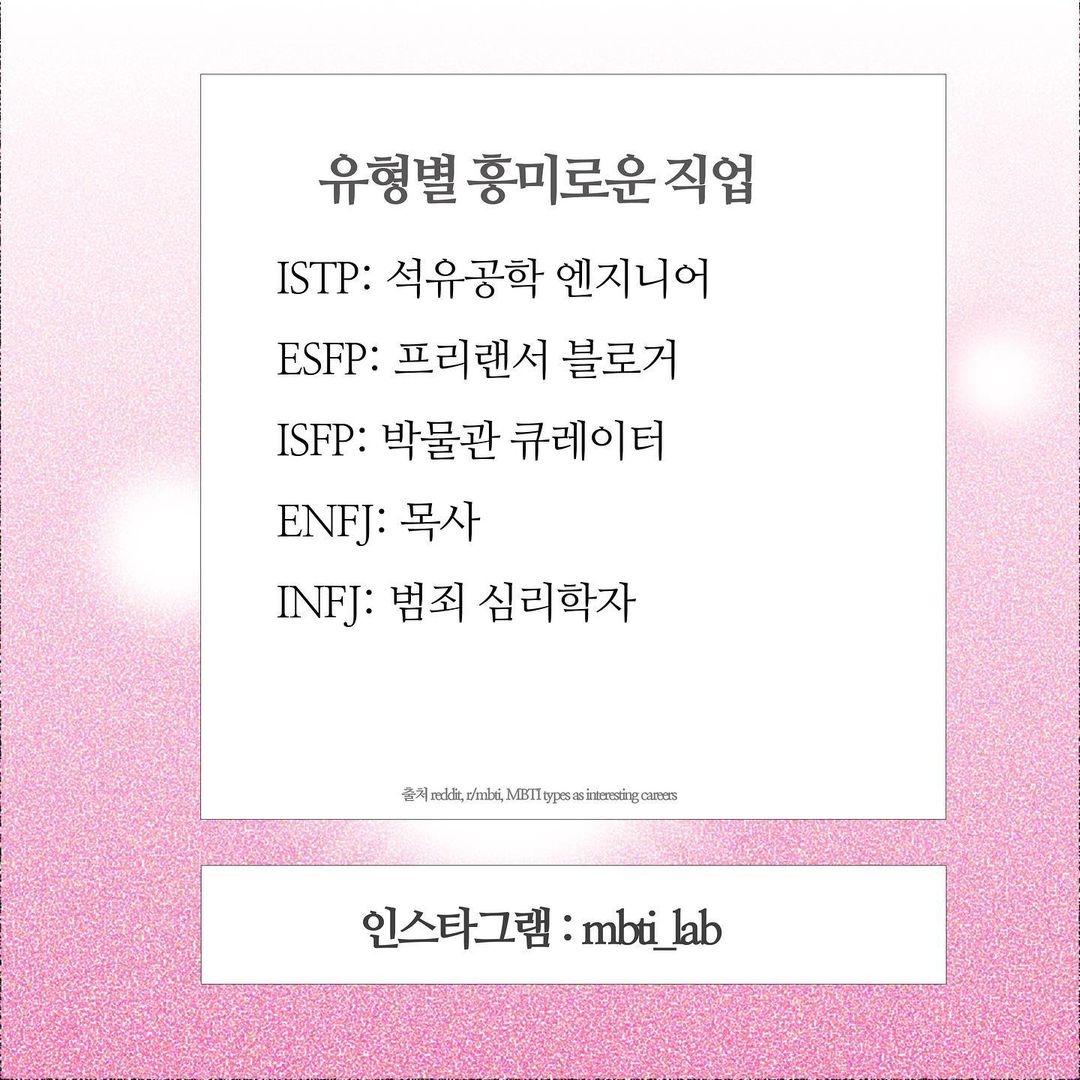 유형별 흥미로운 직업
ISTP: 석유공학 엔지니어
ESFP: 프리랜서 블로거
ISFP: 박물관 큐레이터
ENFJ: 목사
INFJ: 범죄 심리학자
출처 reddit, r/mbti, MBTI types as interesting careers
인스타그램 : mbti_lab